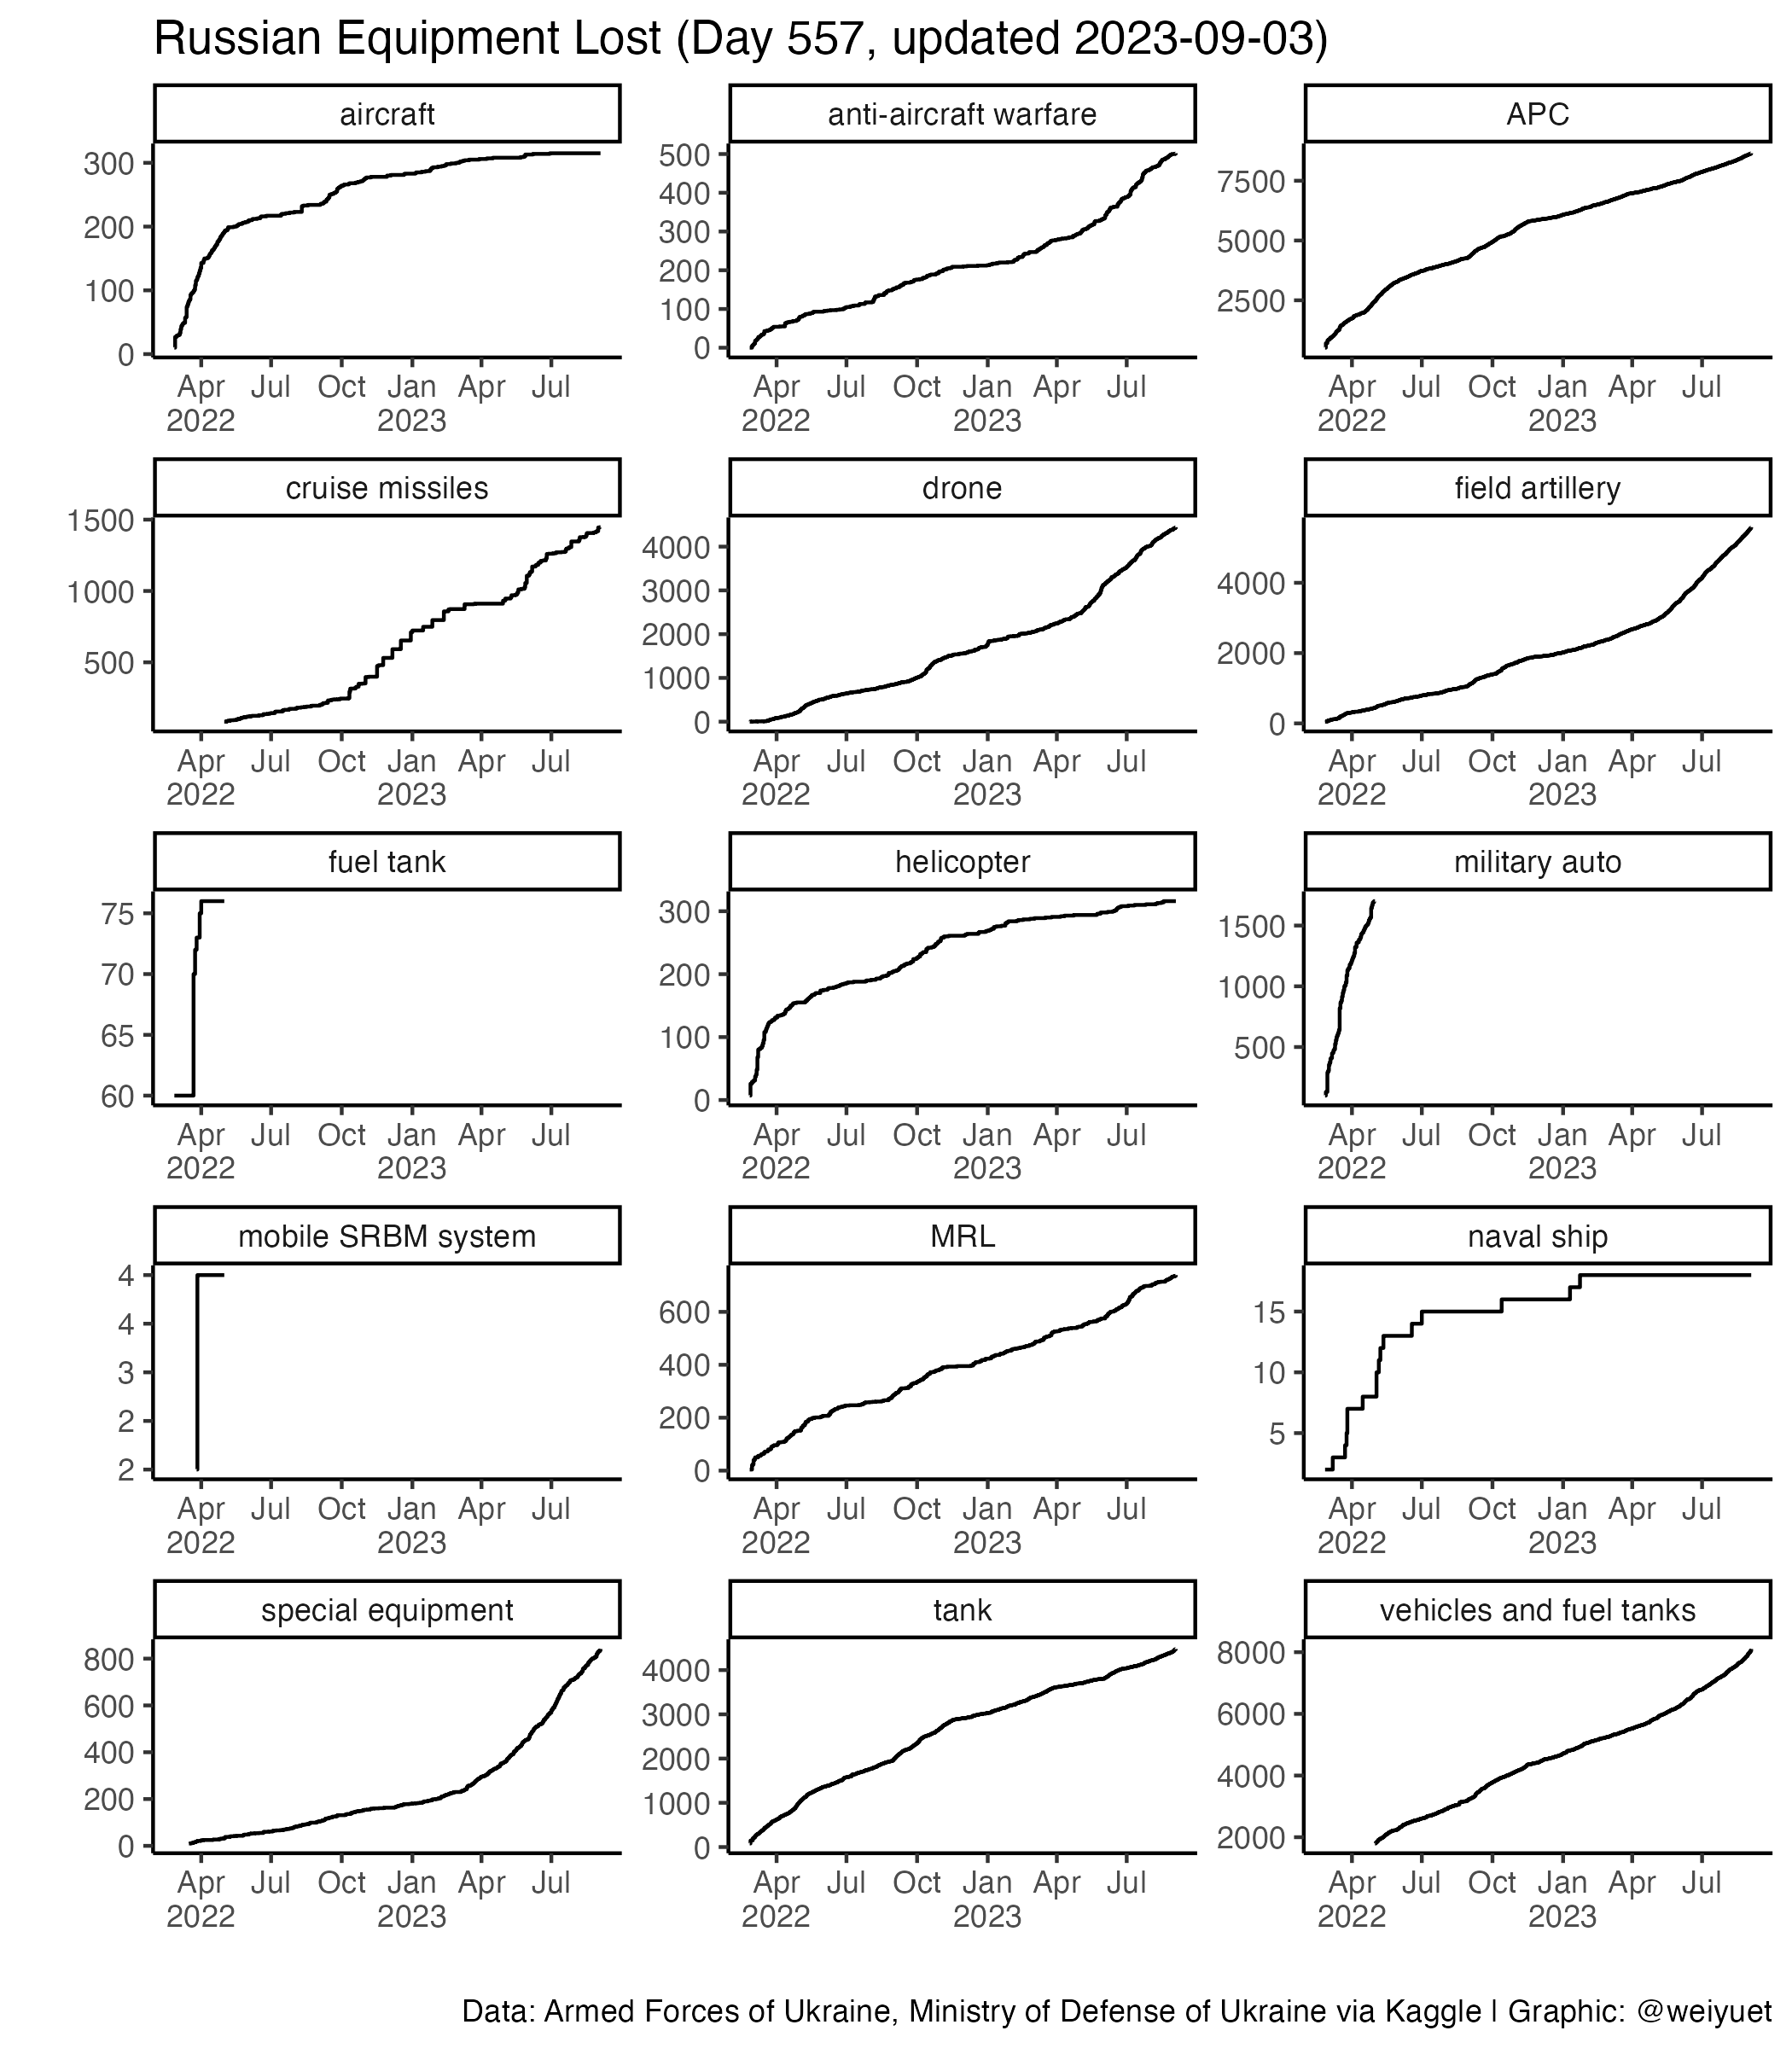 Russian Equipment Lost (Day 557, updated 2023-09-03)
aircraft
300
200
100
0
Apr Jul Oct Jan Apr Jul
2022 2023
anti-aircraft warfare
500
400
300
200
100
0
Apr Jul Oct Jan Apr Jul
2022 2023
APC
7500
5000
2500
Apr Jul Oct Jan Apr Jul
2022 2023
cruise missiles
1500
1000
500
Apr Jul Oct Jan Apr Jul
2022 2023
drone
4000
3000
2000
1000
0
Apr Jul Oct Jan Apr Jul
2022 2023
field artillery
4000
2000
0
Apr Jul Oct Jan Apr Jul
2022 2023
fuel tank
75
70
65
60
Apr Jul Oct Jan Apr Jul
2022 2023
helicopter
300
200
100
0
Apr Jul Oct Jan Apr Jul
2022 2023
military auto
1500
1000
500
Apr Jul Oct Jan Apr Jul
2022 2023
mobile SRBM system
4
4
3
2
2
Apr Jul Oct Jan Apr Jul
2022 2023
MRL
600
400
200
0
Apr Jul Oct Jan Apr Jul
2022 2023
naval ship
15
10
5
Apr Jul Oct Jan Apr Jul
2022 2023
special equipment
800
600
400
200
0
Apr Jul Oct Jan Apr Jul
2022 2023
tank
4000
3000
2000
1000
0
Apr Jul Oct Jan Apr Jul
2022 2023
vehicles and fuel tanks
8000
6000
4000
2000
Apr Jul Oct Jan Apr Jul
2022 2023
Data: Armed Forces of Ukraine, Ministry of Defense of Ukraine via Kaggle | Graphic: @weiyuet